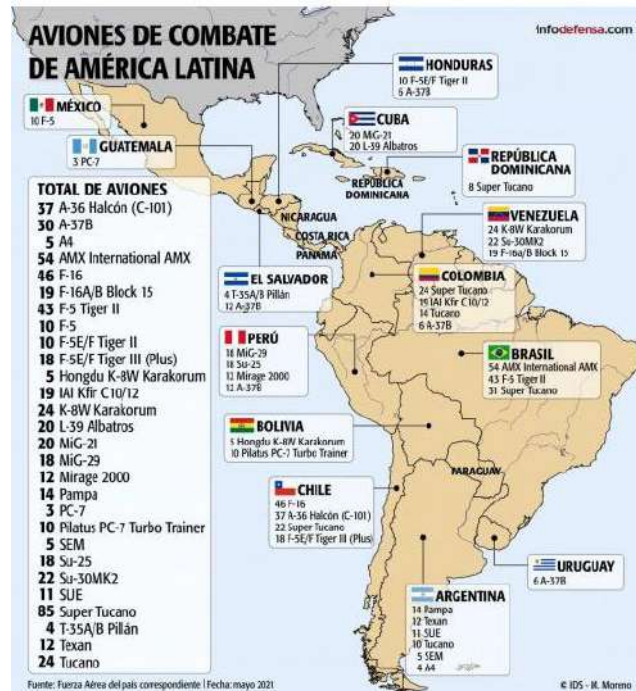 AVIONES DE COMBATE
DE AMÉRICA LATINA
infodefensa.com
HONDURAS
10 F-5E/F Tiger II
6 A-37B
MÉXICO
10 F-5
CUBA
20 MiG-21
20 L-39 Albatros
GUATEMALA
3 PC-7
REPÚBLICA
DOMINICANA
8 Super Tucano
REPÚBLICA
DOMINICANA
NICARAGUA
COSTA RICA
PANAMÁ
VENEZUELA
24 K-8W Karakorum
22 Su-30MK2
19 F-16a/B Block 15
EL SALVADOR
4 T-35A/B Pillán
12 A-37B
COLOMBIA
24 Super Tucano
19 IAI Kfir C10/12
14 Tucano
6 A-37B
PERÚ
18 MiG-29
18 Su-25
12 Mirage 2000
12 A-37B
BRASIL
54 AMX International AMX
43 F-5 Tiger II
31 Super Tucano
BOLIVIA
5 Hongdu K-8W Karakorum
10 Pilatus PC-7 Turbo Trainer
PARAGUAY
CHILE
46 F-16
37 A-36 Halcón (C-101)
22 Super Tucano
18 F-5E/F Tiger III (Plus)
URUGUAY
6 A-37B
ARGENTINA
14 Pampa
12 Texan
11 SUE
10 Tucano
5 SEM
4 A4
TOTAL DE AVIONES
37 A-36 Halcón (C-101)
30 A-37B
5 A4
54 AMX International AMX
46 F-16
19 F-16A/B Block 15
43 F-5 Tiger II
10 F-5
10 F-5E/F Tiger II
18 F-5E/F Tiger III (Plus)
5 Hongdu K-8W Karakorum
19 IAI Kfir C10/12
24 K-8W Karakorum
20 L-39 Albatros
20 MiG-21
18 MiG-29
12 Mirage 2000
14 Pampa
3 PC-7
10 Pilatus PC-7 Turbo Trainer
5 SEM
18 Su-25
22 Su-30MK2
11 SUE
85 Super Tucano
4 T-35A/B Pillán
12 Texan
24 Tucano
Fuente: Fuerza Aérea del país correspondiente | Fecha: mayo 2021
© IDS - M. Moreno